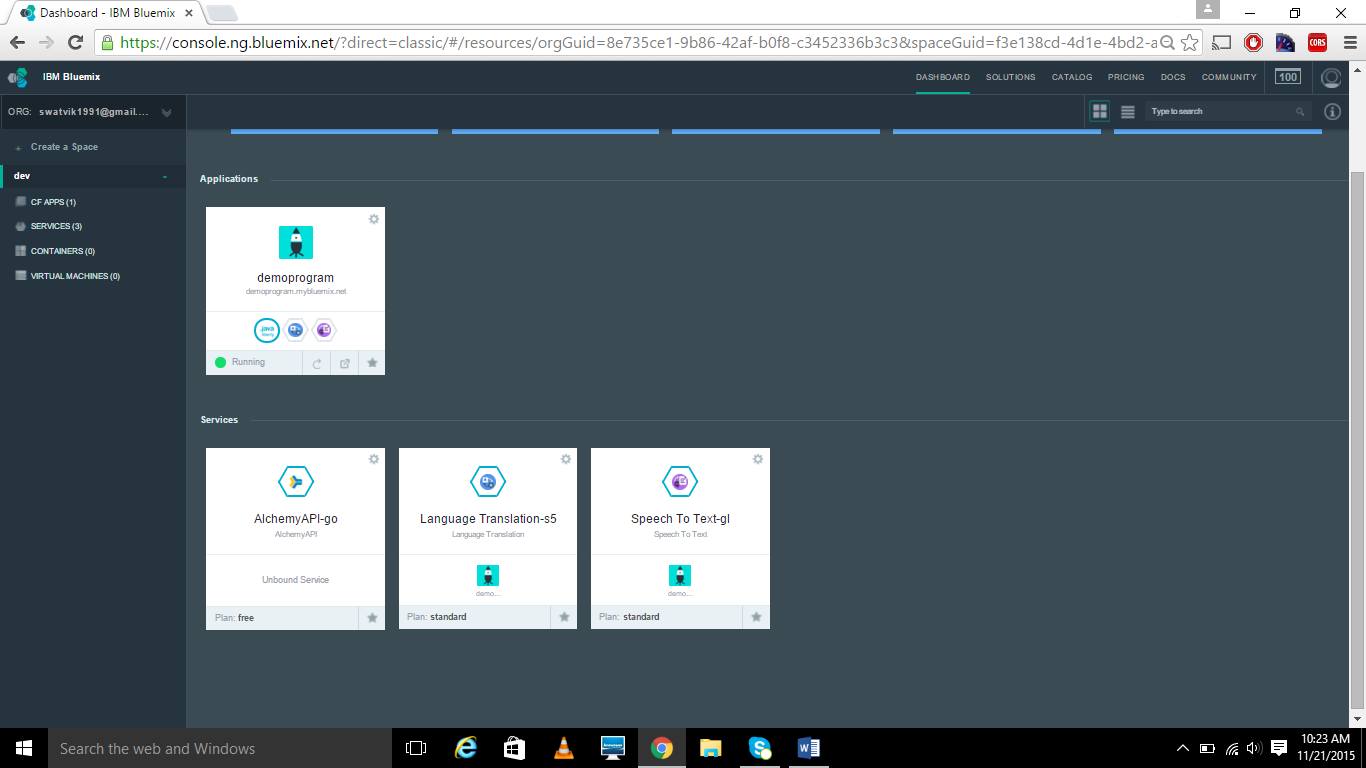 Dashboard - IBM Bluemix
https://console.ng.bluemix.net/?direct=classic/#/resources/orgGuid=8e735ce1-9b86-42af-b0f8-c3452336b3c3&spaceGuid=f3e138cd-4d1e-4bd2-a
CORS
IBM Bluemix
DASHBOARD SOLUTIONS CATALOG PRICING DOCS COMMUNITY 100
ORG: swatvik1991@gmail....
Type to search
+ Create a Space
dev
CF APPS (1)
SERVICES (3)
CONTAINERS (0)
VIRTUAL MACHINES (0)
Applications
demoprogram
demoprogram.mybluemix.net
java
Running
Services
AlchemyAPI-go
AlchemyAPI
Unbound Service
Plan: free
Language Translation-s5
Language Translation
demo...
Plan: standard
Speech To Text-gl
Speech To Text
demo...
Plan: standard
Search the web and Windows
10:23 AM
11/21/2015